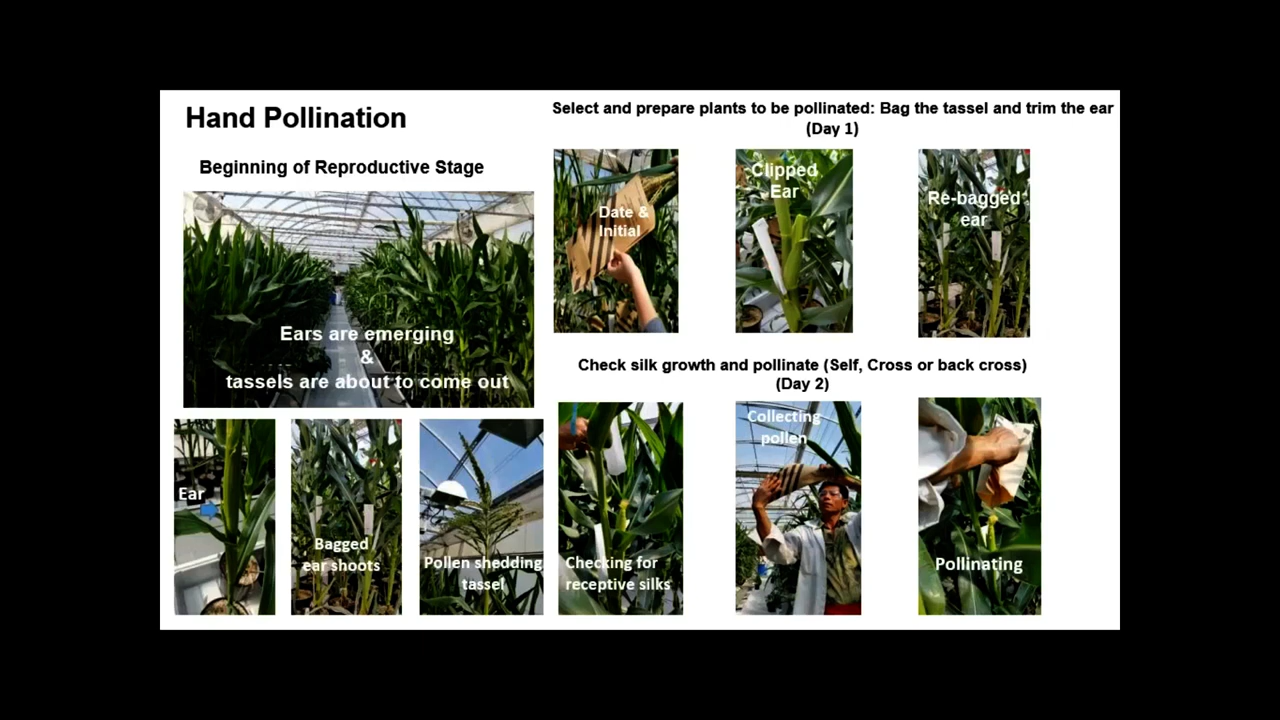 Hand Pollination
Beginning of Reproductive Stage
Ears are emerging
&
tassels are about to come out
Ear
Bagged
ear shoots
Pollen shedding
tassel
Select and prepare plants to be pollinated: Bag the tassel and trim the ear
(Day 1)
Date &
Initial
Clipped
Ear
Re-bagged
ear
Check silk growth and pollinate (Self, Cross or back cross)
(Day 2)
Checking for
receptive silks
Collecting
pollen
Pollinating